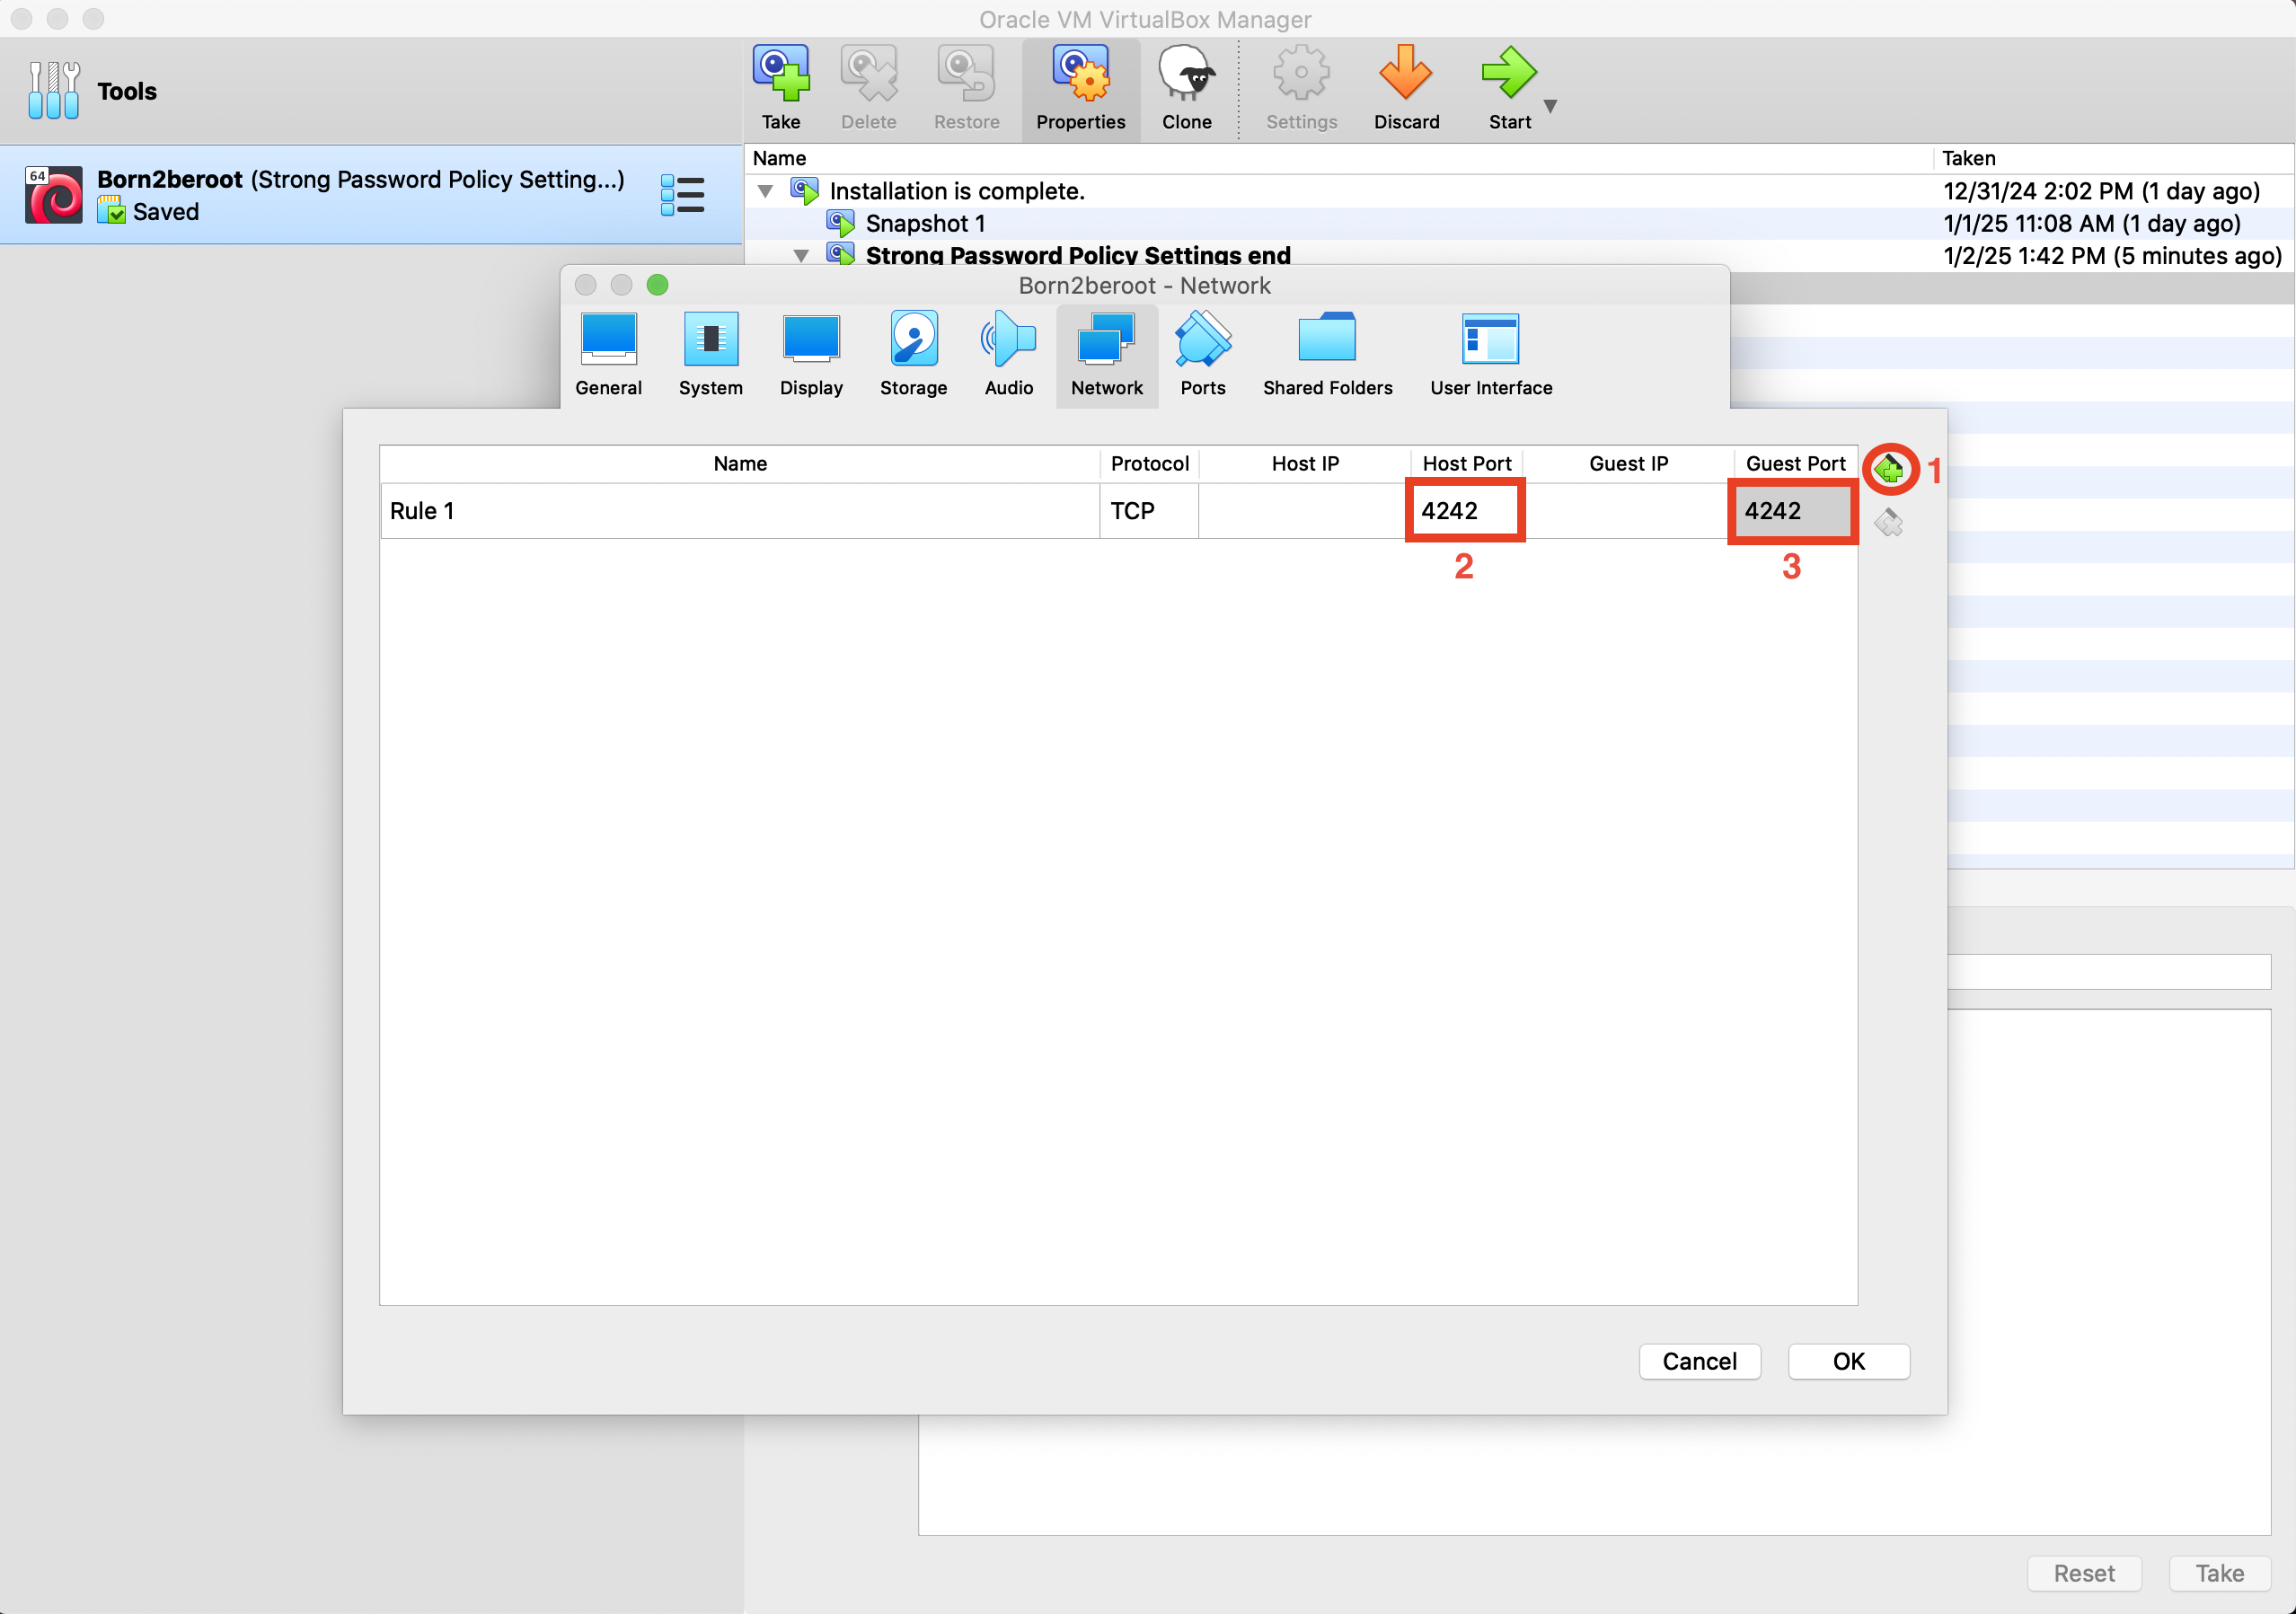 Oracle VM VirtualBox Manager
Tools
Take
Delete
Restore
Properties
Clone
Settings
Discard
Start
64
Born2beroot (Strong Password Policy Setting...)
Saved
Name
Taken
Installation is complete.
12/31/24 2:02 PM (1 day ago)
Snapshot 1
1/1/25 11:08 AM (1 day ago)
Strong Password Policy Settings end
1/2/25 1:42 PM (5 minutes ago)
Born2beroot - Network
General
System
Display
Storage
Audio
Network
Ports
Shared Folders
User Interface
Name
Protocol
Host IP
Host Port
Guest IP
Guest Port
1
Rule 1
TCP
4242
4242
2
3
Cancel
OK
Reset
Take